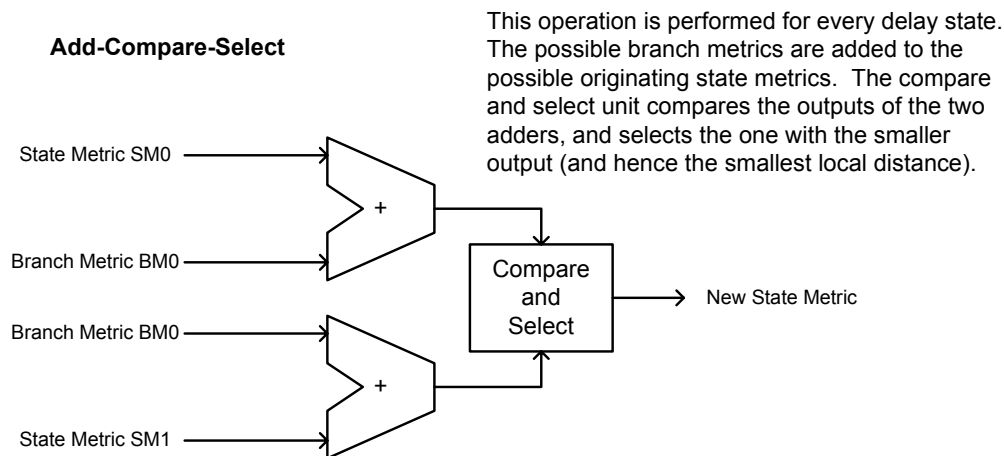 Add-Compare-Select
This operation is performed for every delay state.
The possible branch metrics are added to the
possible originating state metrics.  The compare
and select unit compares the outputs of the two
adders, and selects the one with the smaller
output (and hence the smallest local distance).
State Metric SM0
+
Branch Metric BM0
Compare
and
Select
New State Metric
Branch Metric BM0
+
State Metric SM1